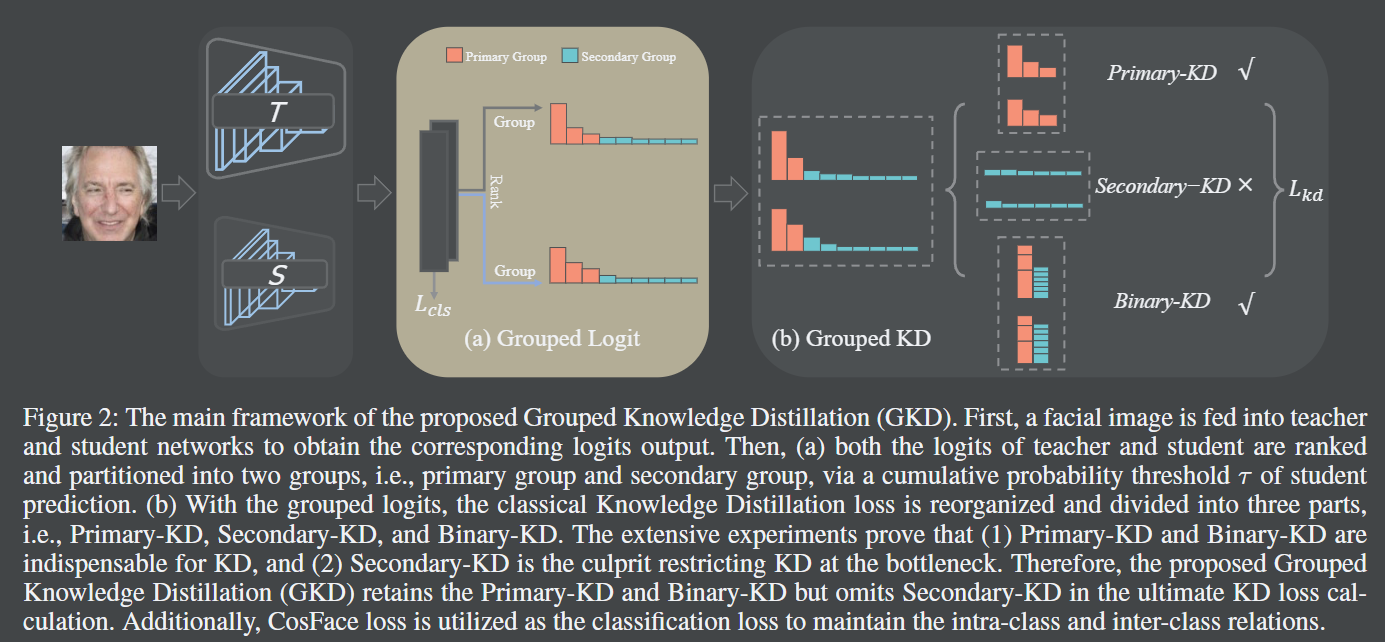 Primary Group
Secondary Group
T
S
Group
Rank
Group
L_cls
(a) Grouped Logit
Primary-KD √
Secondary-KD ×
Binary-KD √
L_kd
(b) Grouped KD
Figure 2: The main framework of the proposed Grouped Knowledge Distillation (GKD). First, a facial image is fed into teacher
and student networks to obtain the corresponding logits output. Then, (a) both the logits of teacher and student are ranked
and partitioned into two groups, i.e., primary group and secondary group, via a cumulative probability threshold τ of student
prediction. (b) With the grouped logits, the classical Knowledge Distillation loss is reorganized and divided into three parts,
i.e., Primary-KD, Secondary-KD, and Binary-KD. The extensive experiments prove that (1) Primary-KD and Binary-KD are
indispensable for KD, and (2) Secondary-KD is the culprit restricting KD at the bottleneck. Therefore, the proposed Grouped
Knowledge Distillation (GKD) retains the Primary-KD and Binary-KD but omits Secondary-KD in the ultimate KD loss cal-
culation. Additionally, CosFace loss is utilized as the classification loss to maintain the intra-class and inter-class relations.